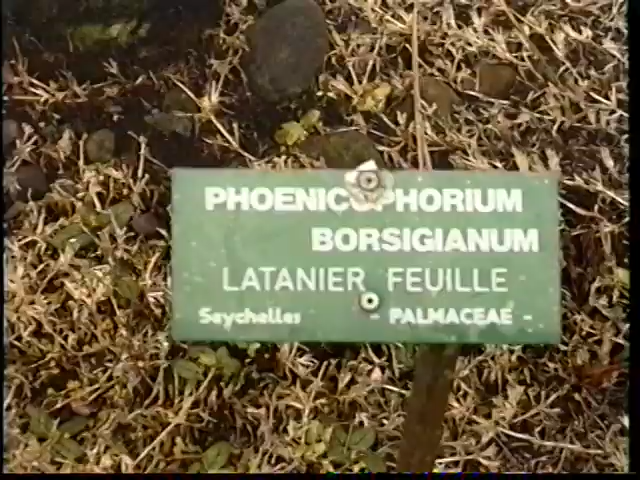 PHOENICOPHORIUM
BORSIGIANUM
LATANIER FEUILLE
Seychelles - PALMACEAE -